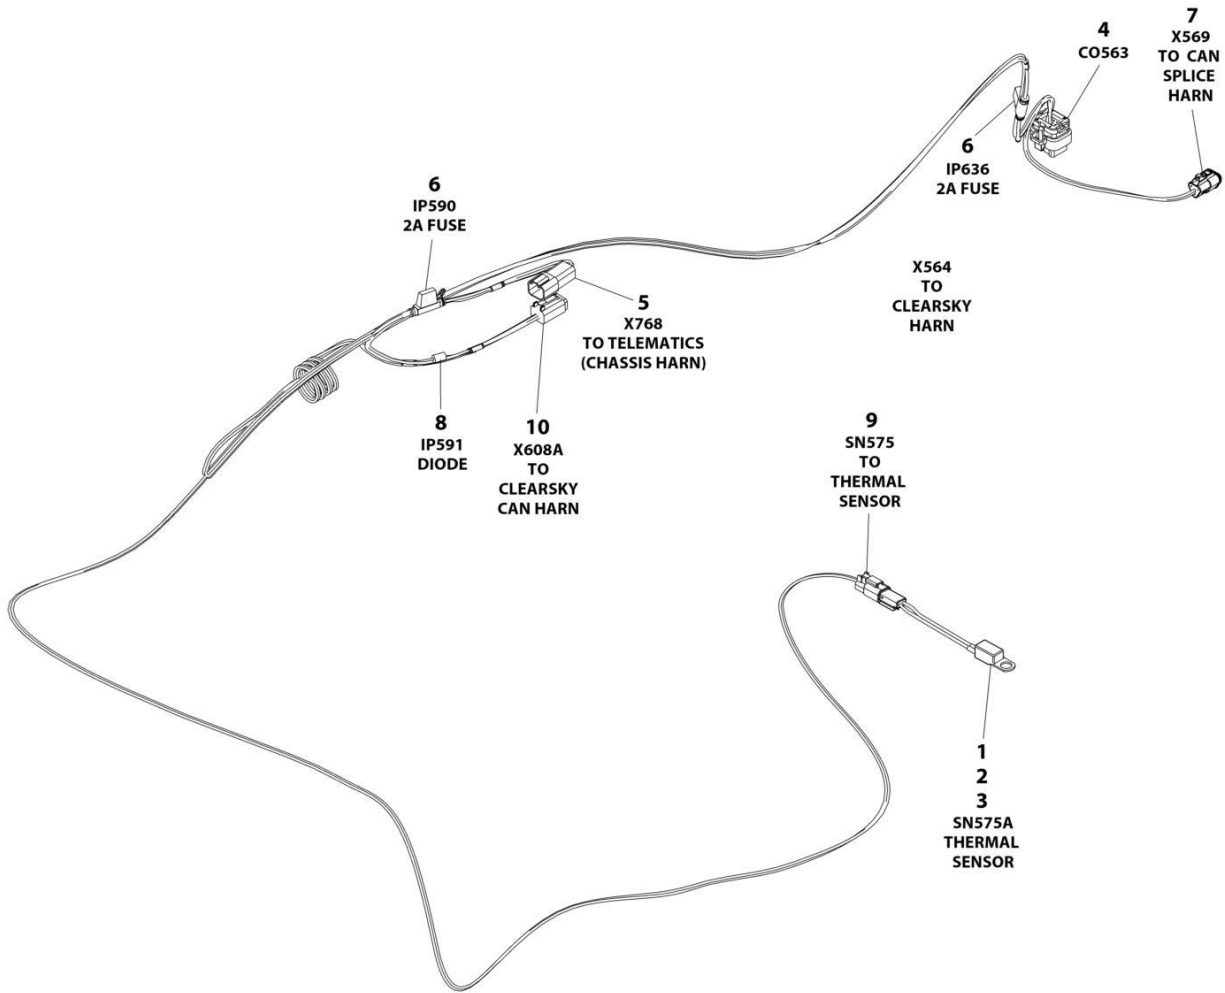 7
X569
TO CAN
SPLICE
HARN
4
CO563
6
IP636
2A FUSE
6
IP590
2A FUSE
X564
TO
CLEARSKY
HARN
5
X768
TO TELEMATICS
(CHASSIS HARN)
8
IP591
DIODE
10
X608A
TO
CLEARSKY
CAN HARN
9
SN575
TO
THERMAL
SENSOR
1
2
3
SN575A
THERMAL
SENSOR